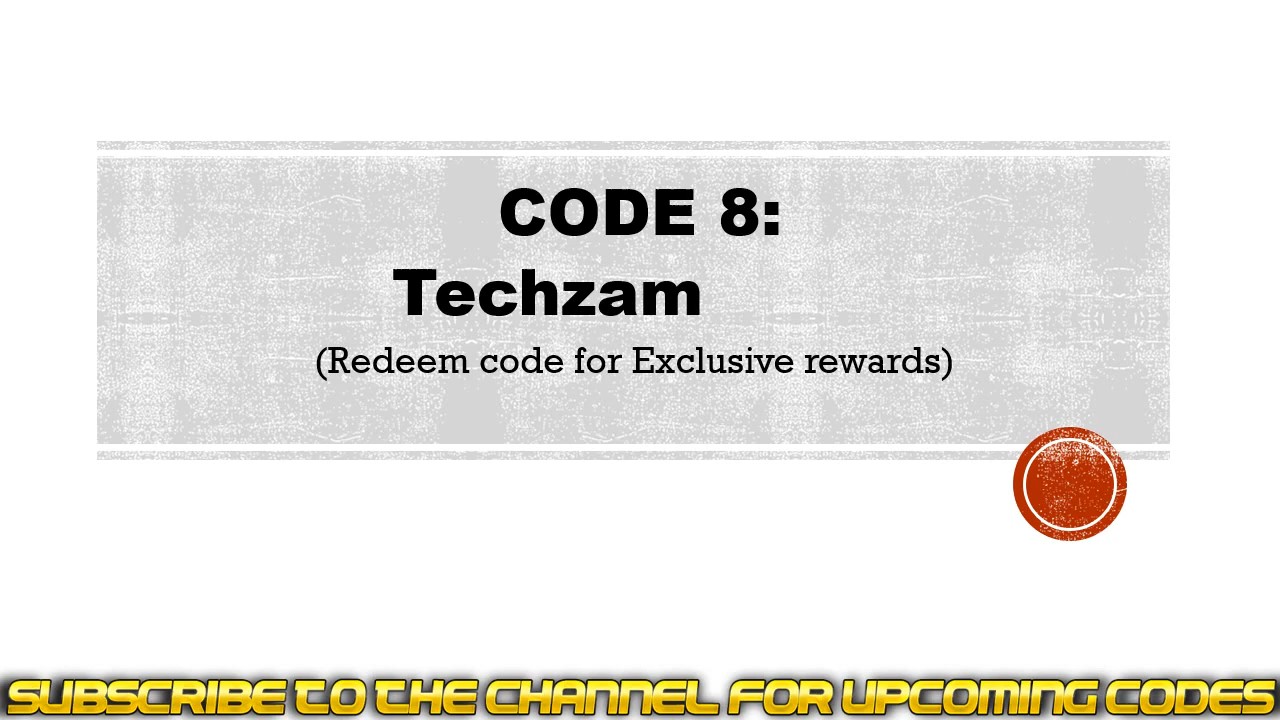 CODE 8:
Techzam
(Redeem code for Exclusive rewards)
SUBSCRIBE TO THE CHANNEL FOR UPCOMING CODES